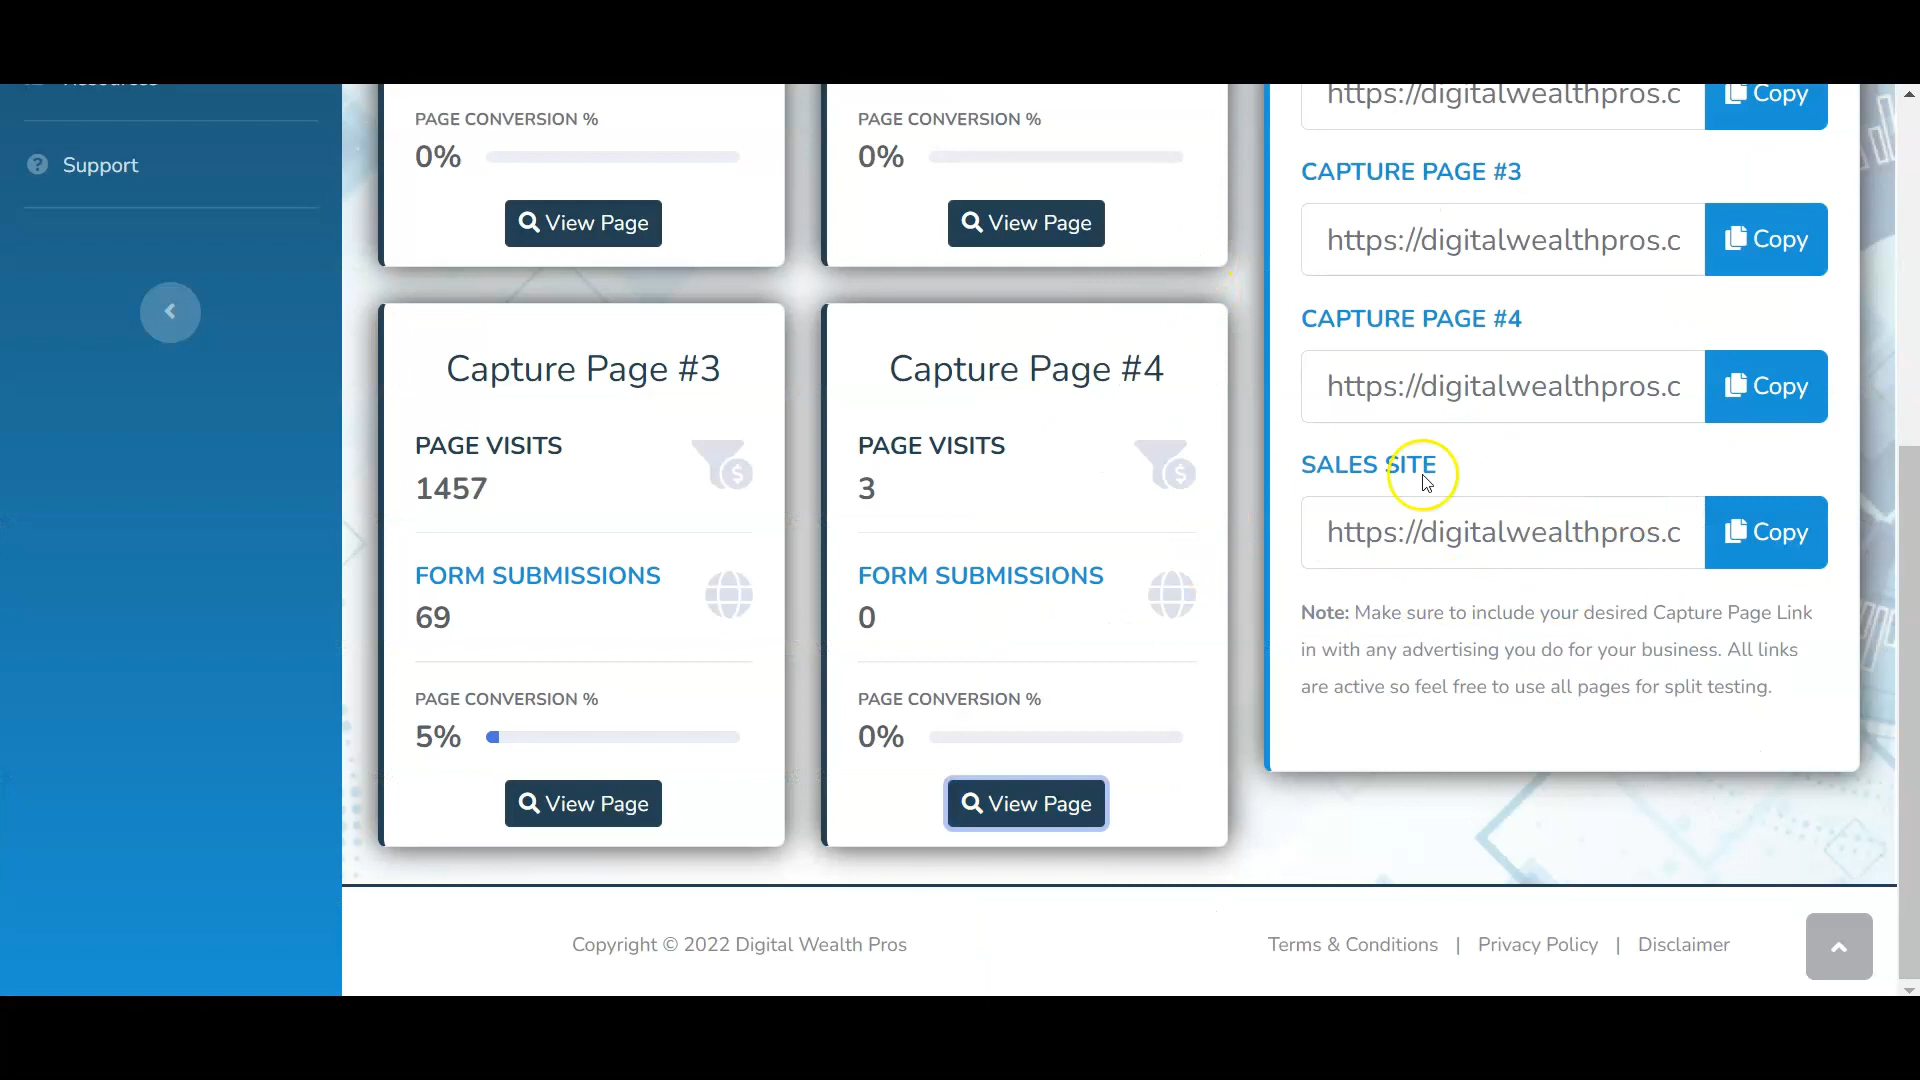 Support
PAGE CONVERSION %
0%
View Page
PAGE CONVERSION %
0%
View Page
Capture Page #3
PAGE VISITS
1457
FORM SUBMISSIONS
69
PAGE CONVERSION %
5%
View Page
Capture Page #4
PAGE VISITS
3
FORM SUBMISSIONS
0
PAGE CONVERSION %
0%
View Page
https://digitalwealthpros.c
Copy
CAPTURE PAGE #3
https://digitalwealthpros.c
Copy
CAPTURE PAGE #4
https://digitalwealthpros.c
Copy
SALES SITE
https://digitalwealthpros.c
Copy
Note: Make sure to include your desired Capture Page Link
in with any advertising you do for your business. All links
are active so feel free to use all pages for split testing.
Copyright © 2022 Digital Wealth Pros
Terms & Conditions | Privacy Policy | Disclaimer